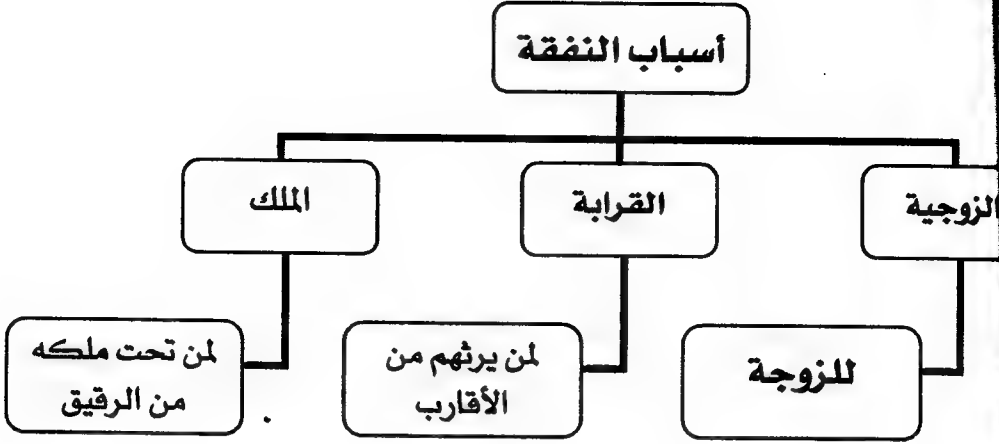 أسباب النفقة
الزوجية
القرابة
الملك
للزوجة
لمن يرثهم من
الأقارب
لمن تحت ملكه
من الرقيق